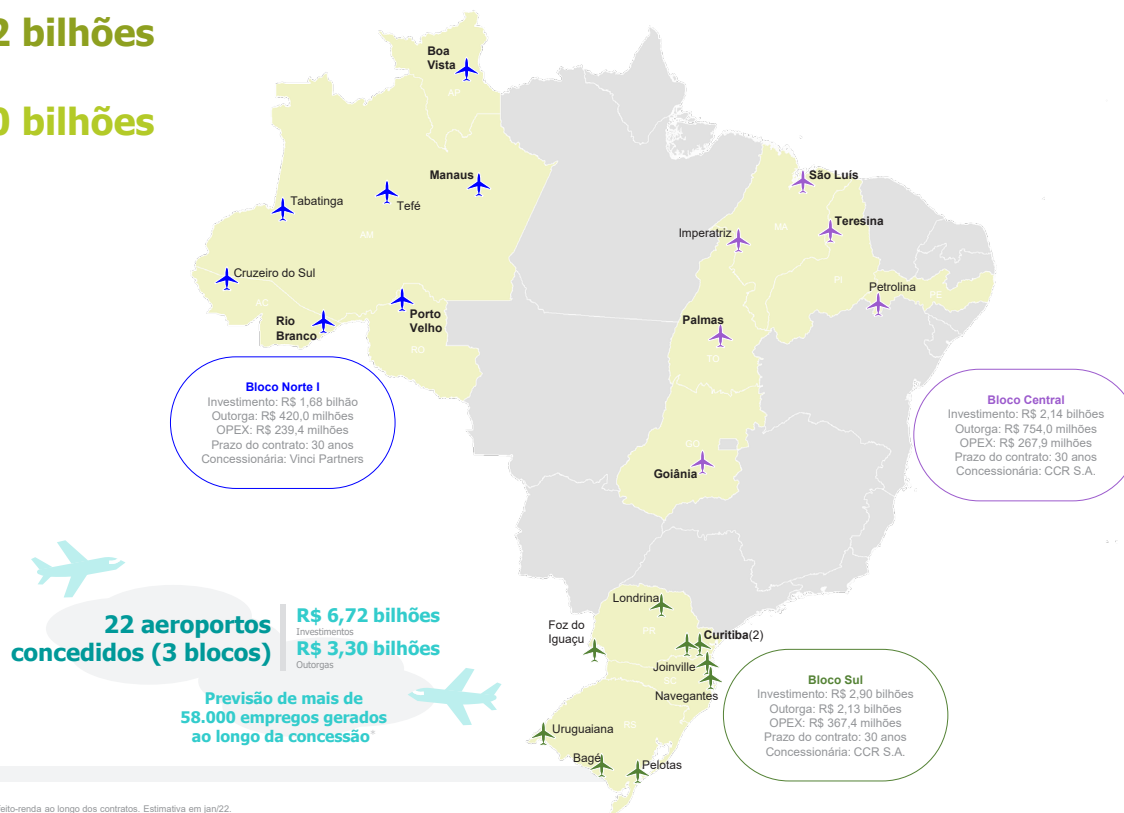 2 bilhões
0 bilhões
Boa
Vista
AP
Manaus
Tabatinga
Tefé
AM
Cruzeiro do Sul
AC
Rio
Branco
Porto
Velho
RO
São Luís
Teresina
Imperatriz
MA
PI
Petrolina
PE
Palmas
TO
GO
Goiânia
Bloco Norte I
Investimento: R$ 1,68 bilhão
Outorga: R$ 420,0 milhões
OPEX: R$ 239,4 milhões
Prazo do contrato: 30 anos
Concessionária: Vinci Partners
Bloco Central
Investimento: R$ 2,14 bilhões
Outorga: R$ 754,0 milhões
OPEX: R$ 267,9 milhões
Prazo do contrato: 30 anos
Concessionária: CCR S.A.
22 aeroportos
concedidos (3 blocos)
R$ 6,72 bilhões
Investimentos
R$ 3,30 bilhões
Outorgas
Previsão de mais de
58.000 empregos gerados
ao longo da concessão*
Londrina
Foz do
Iguaçu
PR
Curitiba(2)
Joinville
SC
Navegantes
Uruguaiana
RS
Bagé
Pelotas
Bloco Sul
Investimento: R$ 2,90 bilhões
Outorga: R$ 2,13 bilhões
OPEX: R$ 367,4 milhões
Prazo do contrato: 30 anos
Concessionária: CCR S.A.
feito-renda ao longo dos contratos. Estimativa em jan/22.